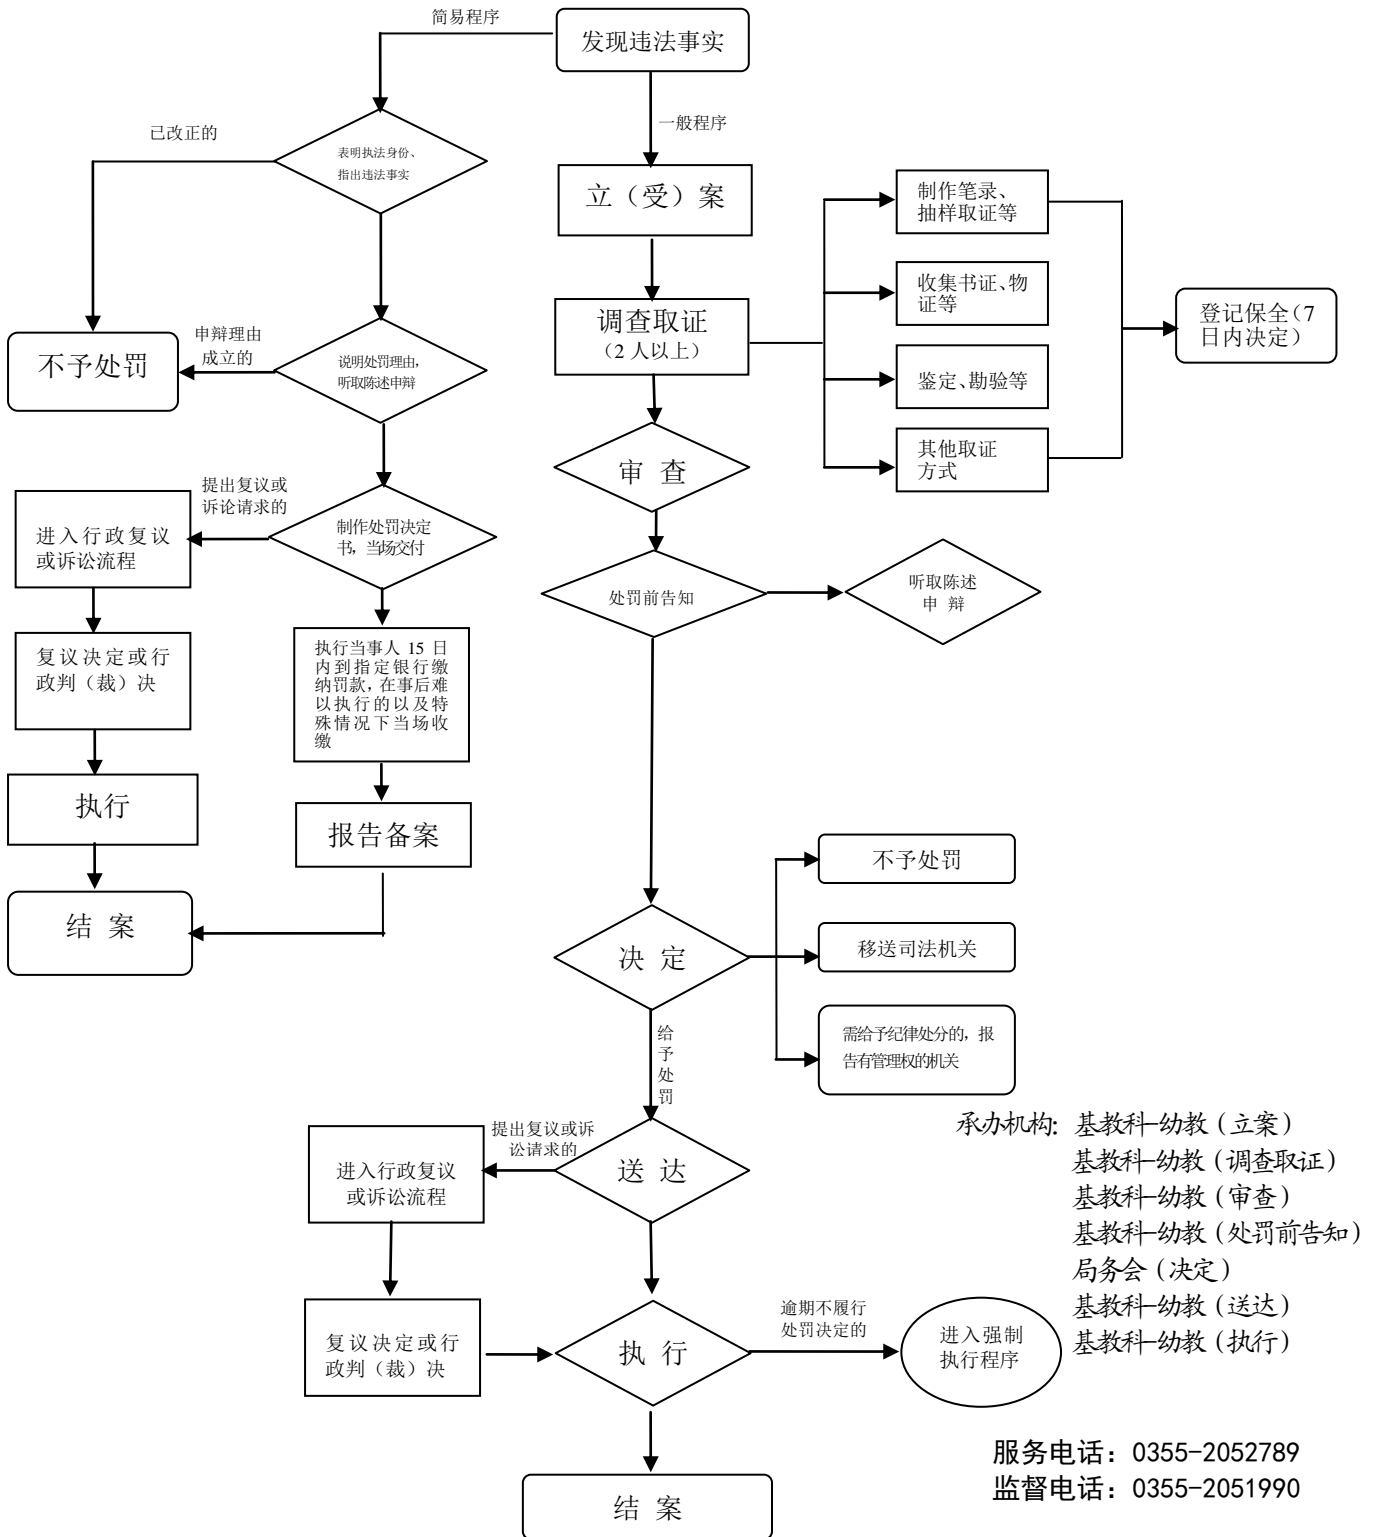 简易程序
发现违法事实
一般程序
已改正的
表明执法身份、
指出违法事实
立（受）案
制作笔录、
抽样取证等
收集书证、物
证等
登记保全（7
日内决定）
调查取证
（2 人以上）
申辩理由
成立的
不予处罚
说明处罚理由，
听取陈述申辩
鉴定、勘验等
其他取证
方式
审 查
提出复议或
诉论请求的
进入行政复议
或诉讼流程
制作处罚决定
书，当场交付
处罚前告知
听取陈述
申 辩
复议决定或行
政判（裁）决
执行当事人 15 日
内到指定银行缴
纳罚款，在事后难
以执行的以及特
殊情况下当场收
缴
执行
报告备案
不予处罚
结 案
决 定
移送司法机关
需给予纪律处分的，报
告有管理权的机关
给
予
处
罚
提出复议或诉
讼请求的
进入行政复议
或诉讼流程
送 达
承办机构：基教科-幼教（立案）
基教科-幼教（调查取证）
基教科-幼教（审查）
基教科-幼教（处罚前告知）
局务会（决定）
基教科-幼教（送达）
基教科-幼教（执行）
复议决定或行
政判（裁）决
执 行
逾期不履行
处罚决定的
进入强制
执行程序
服务电话：0355-2052789
监督电话：0355-2051990
结 案